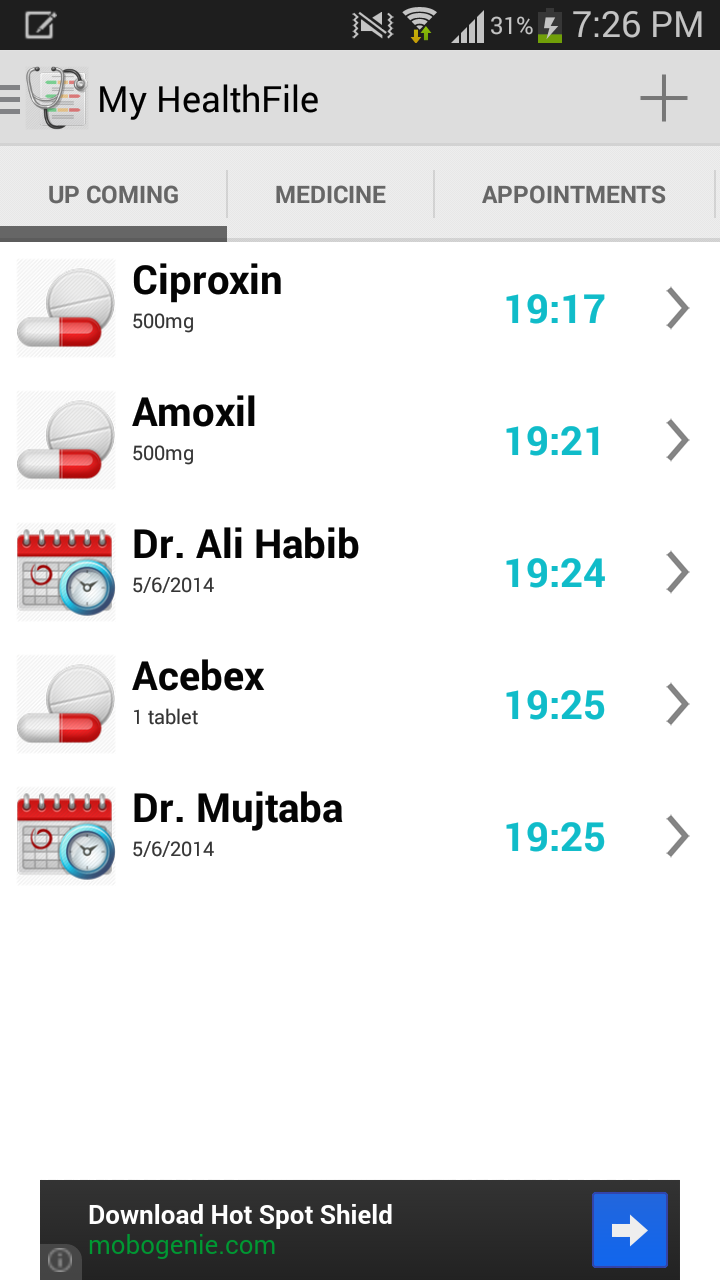 31% 7:26 PM
My HealthFile
UP COMING MEDICINE APPOINTMENTS
Ciproxin
500mg
19:17
Amoxil
500mg
19:21
Dr. Ali Habib
5/6/2014
19:24
Acebex
1 tablet
19:25
Dr. Mujtaba
5/6/2014
19:25
Download Hot Spot Shield
mobogenie.com